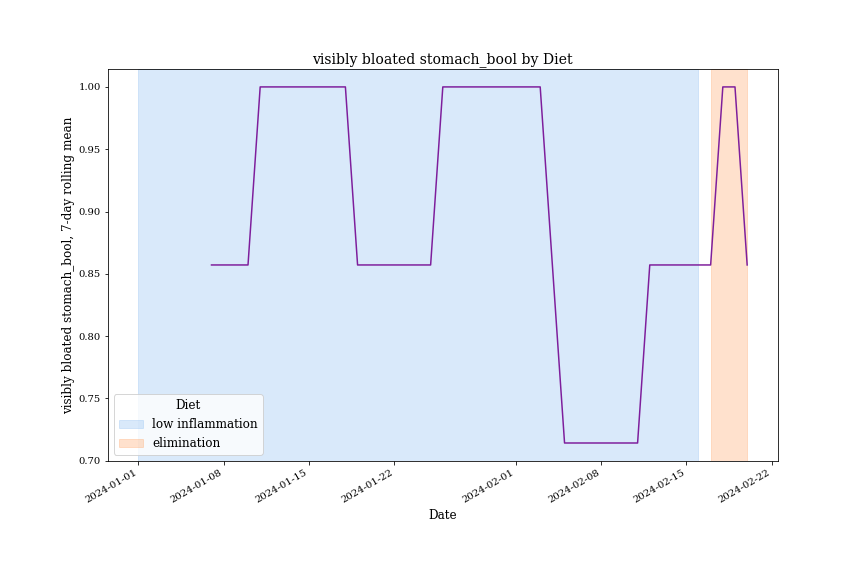 visibly bloated stomach_bool by Diet
visibly bloated stomach_bool, 7-day rolling mean
1.00
0.95
0.90
0.85
0.80
0.75
0.70
Diet
low inflammation
elimination
2024-01-01
2024-01-08
2024-01-15
2024-01-22
2024-02-01
2024-02-08
2024-02-15
2024-02-22
Date